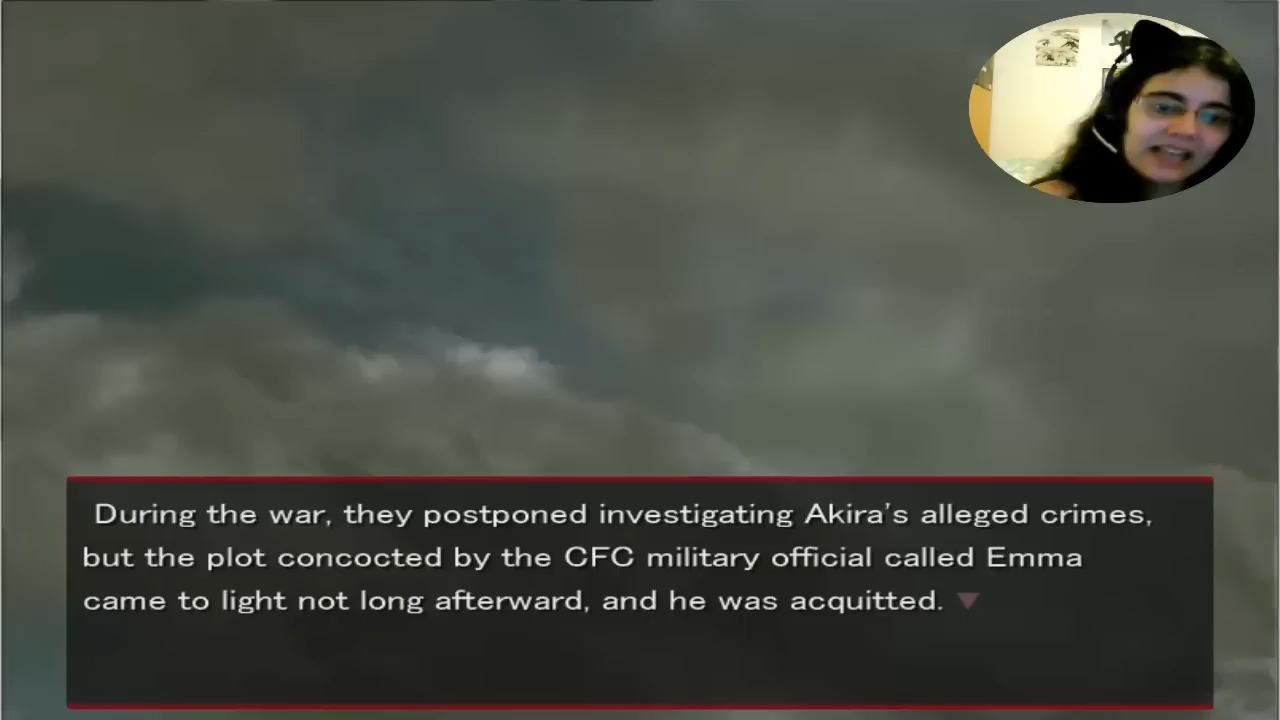 During the war, they postponed investigating Akira's alleged crimes,
but the plot concocted by the CFC military official called Emma
came to light not long afterward, and he was acquitted.